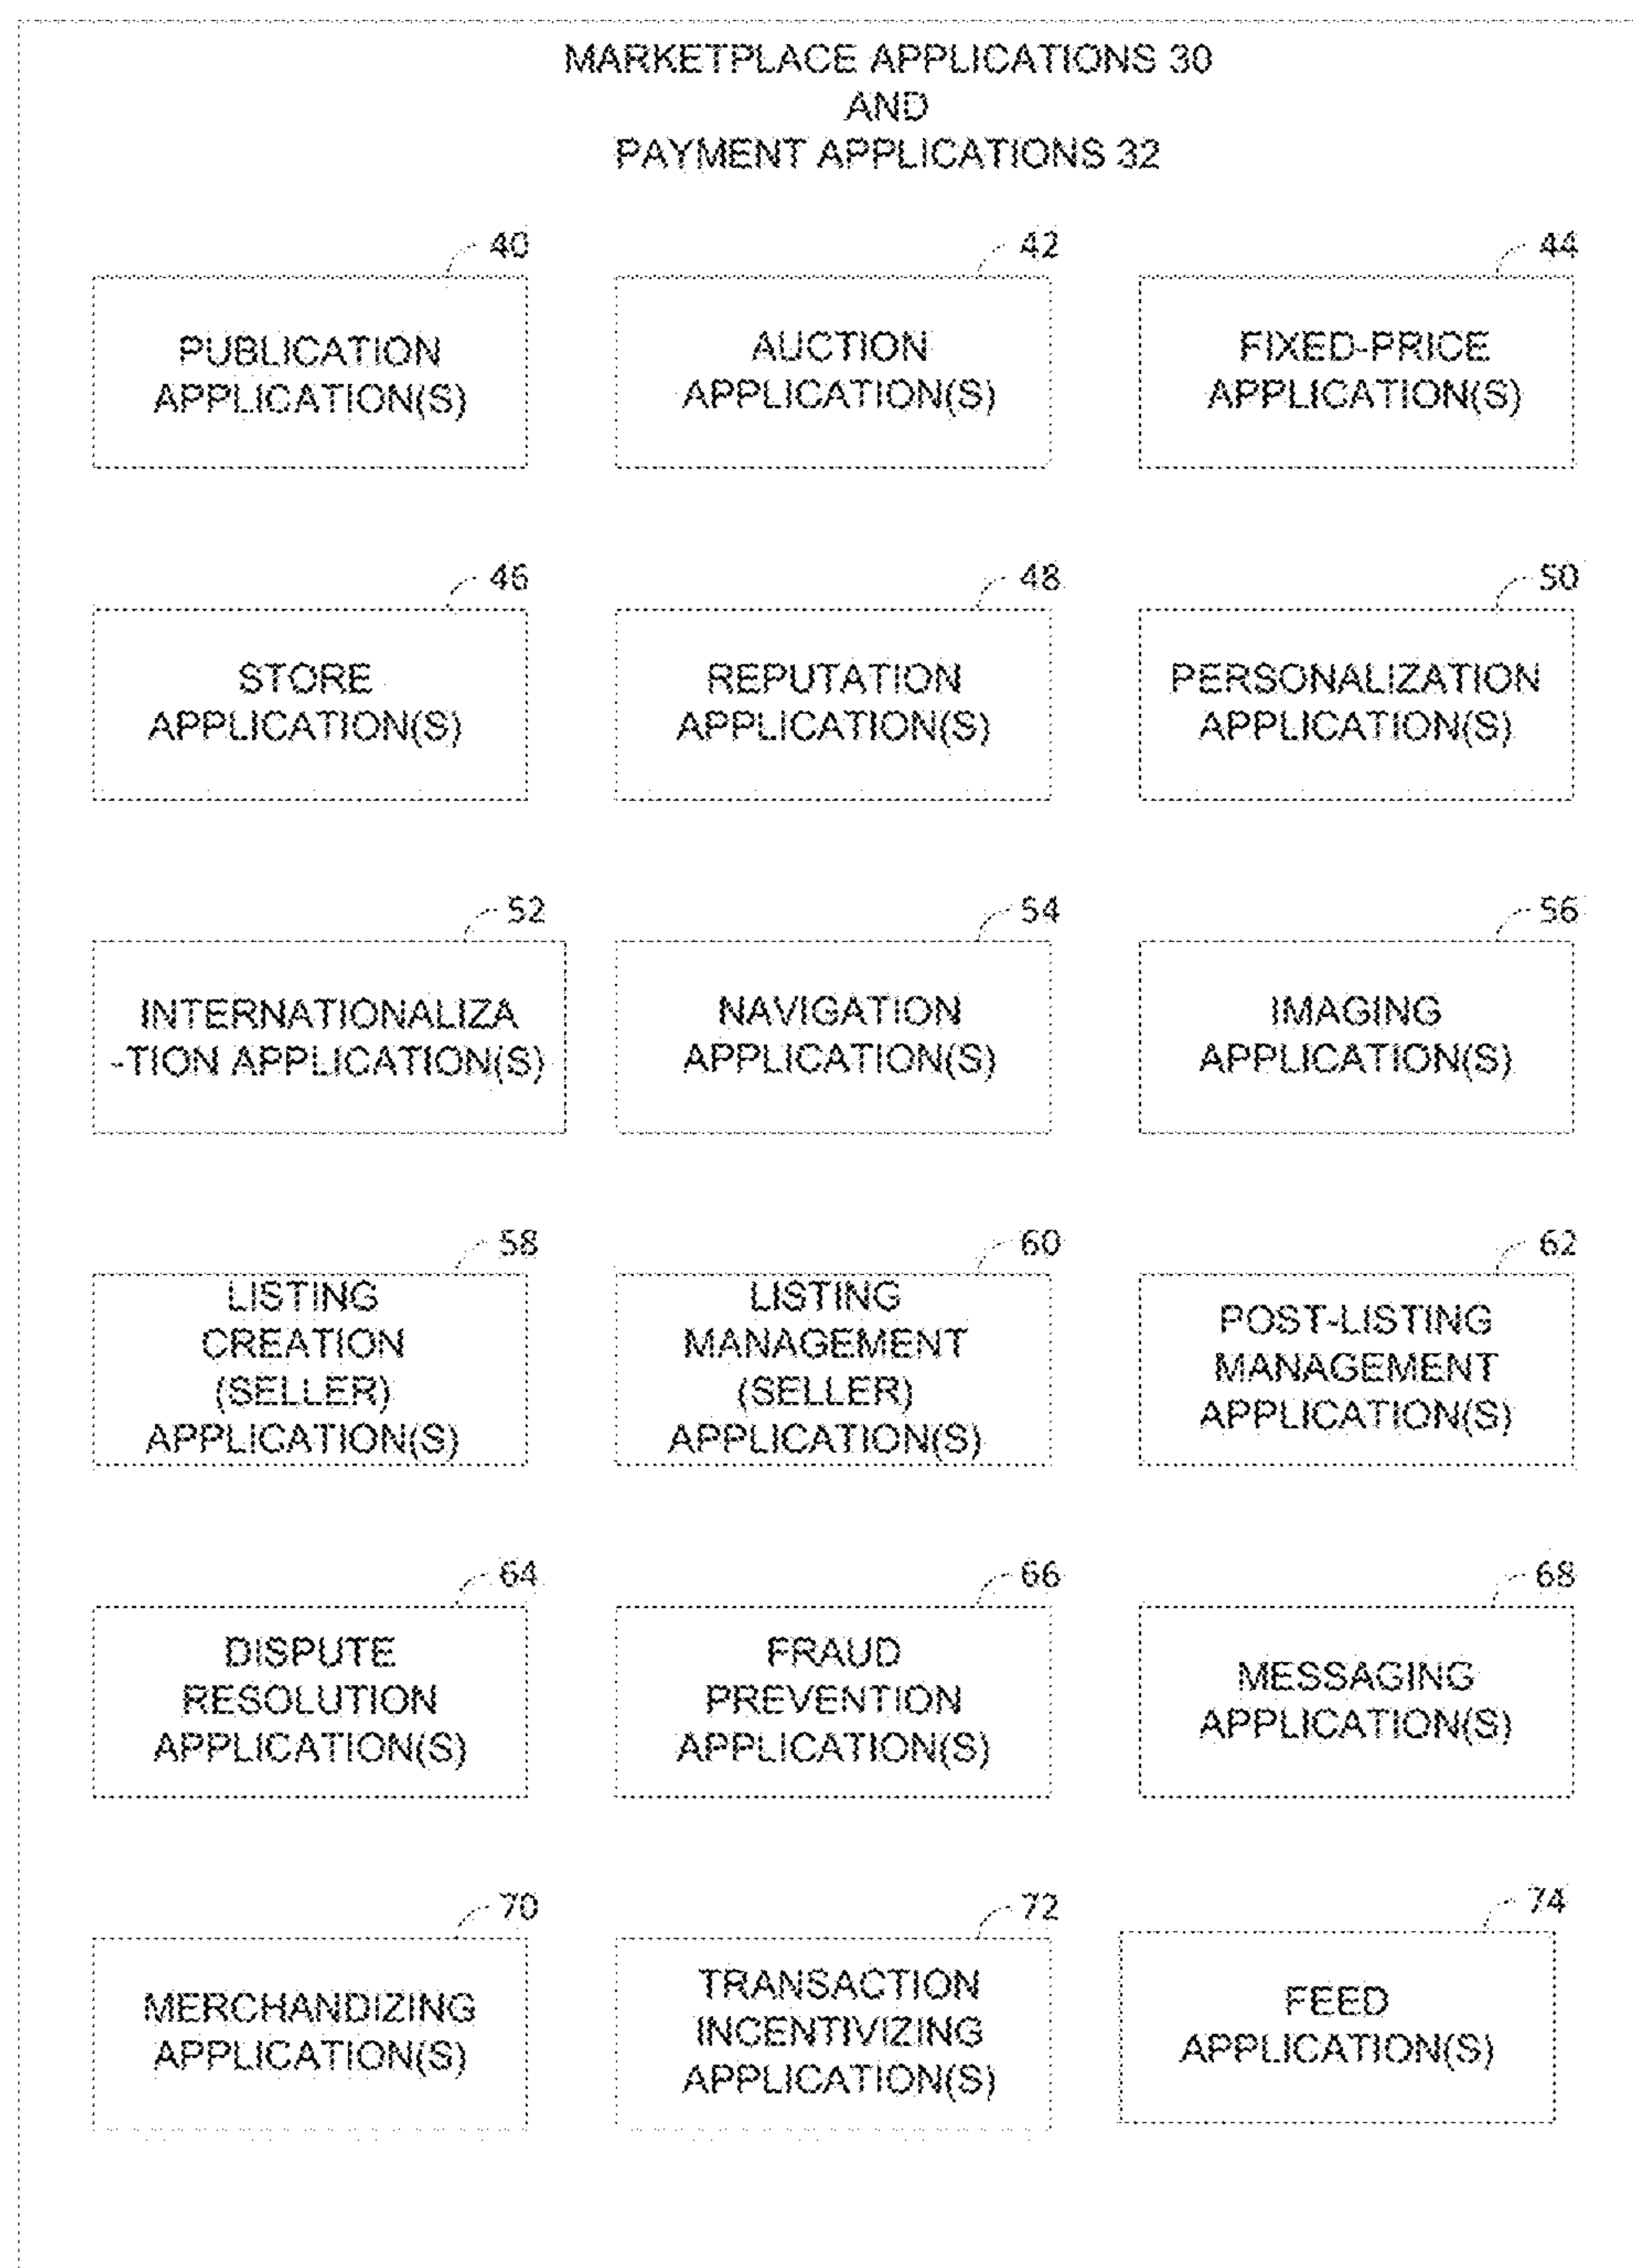 MARKETPLACE APPLICATIONS 30
AND
PAYMENT APPLICATIONS 32
40
PUBLICATION
APPLICATION(S)
42
AUCTION
APPLICATION(S)
44
FIXED-PRICE
APPLICATION(S)
46
STORE
APPLICATION(S)
48
REPUTATION
APPLICATION(S)
50
PERSONALIZATION
APPLICATION(S)
52
INTERNATIONALIZA
-TION APPLICATION(S)
54
NAVIGATION
APPLICATION(S)
56
IMAGING
APPLICATION(S)
58
LISTING
CREATION
(SELLER)
APPLICATION(S)
60
LISTING
MANAGEMENT
(SELLER)
APPLICATION(S)
62
POST-LISTING
MANAGEMENT
APPLICATION(S)
64
DISPUTE
RESOLUTION
APPLICATION(S)
66
FRAUD
PREVENTION
APPLICATION(S)
68
MESSAGING
APPLICATION(S)
70
MERCHANDIZING
APPLICATION(S)
72
TRANSACTION
INCENTIVIZING
APPLICATION(S)
74
FEED
APPLICATION(S)